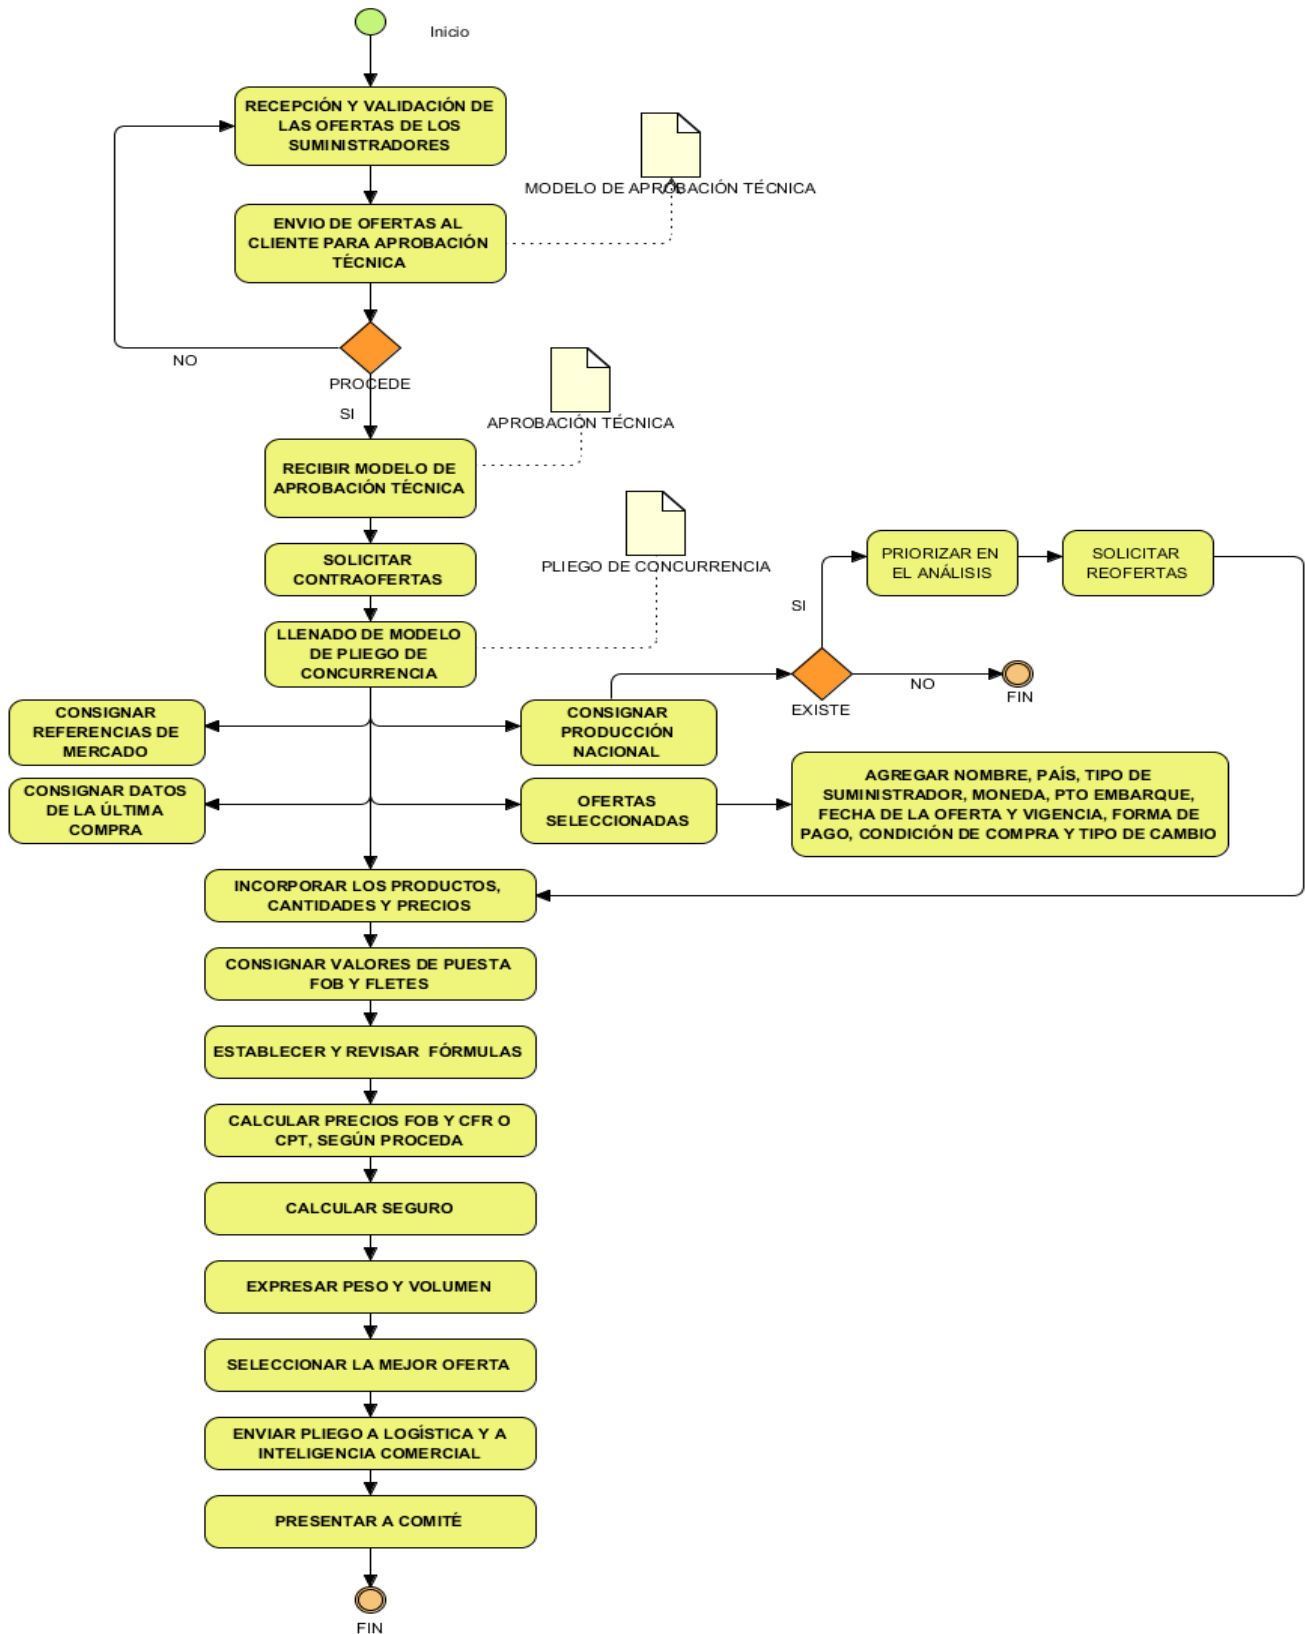 Inicio
RECEPCIÓN Y VALIDACIÓN DE
LAS OFERTAS DE LOS
SUMINISTRADORES
MODELO DE APROBACIÓN TÉCNICA
ENVIO DE OFERTAS AL
CLIENTE PARA APROBACIÓN
TÉCNICA
NO
PROCEDE
SI
APROBACIÓN TÉCNICA
RECIBIR MODELO DE
APROBACIÓN TÉCNICA
SOLICITAR
CONTRAOFERTAS
PLIEGO DE CONCURRENCIA
LLENADO DE MODELO
DE PLIEGO DE
CONCURRENCIA
PRIORIZAR EN
EL ANÁLISIS
SOLICITAR
REOFERTAS
SI
EXISTE
NO
FIN
CONSIGNAR
REFERENCIAS DE
MERCADO
CONSIGNAR
PRODUCCIÓN
NACIONAL
CONSIGNAR DATOS
DE LA ÚLTIMA
COMPRA
OFERTAS
SELECCIONADAS
AGREGAR NOMBRE, PAÍS, TIPO DE
SUMINISTRADOR, MONEDA, PTO EMBARQUE,
FECHA DE LA OFERTA Y VIGENCIA, FORMA DE
PAGO, CONDICIÓN DE COMPRA Y TIPO DE CAMBIO
INCORPORAR LOS PRODUCTOS,
CANTIDADES Y PRECIOS
CONSIGNAR VALORES DE PUESTA
FOB Y FLETES
ESTABLECER Y REVISAR FÓRMULAS
CALCULAR PRECIOS FOB Y CFR O
CPT, SEGÚN PROCEDA
CALCULAR SEGURO
EXPRESAR PESO Y VOLUMEN
SELECCIONAR LA MEJOR OFERTA
ENVIAR PLIEGO A LOGÍSTICA Y A
INTELIGENCIA COMERCIAL
PRESENTAR A COMITÉ
FIN